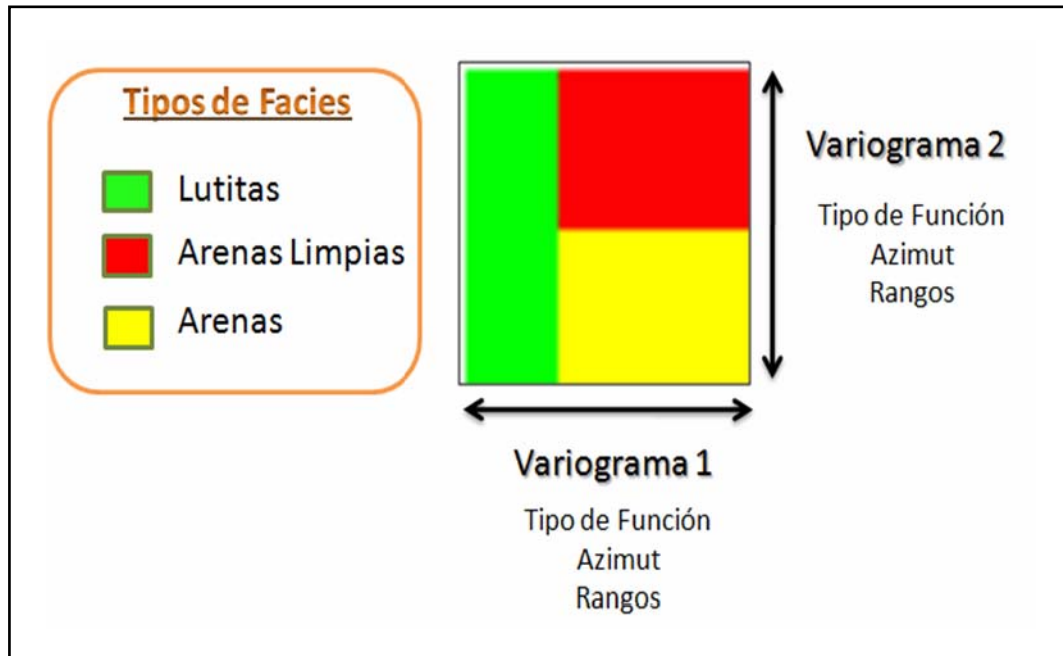 Tipos de Facies
Lutitas
Arenas Limpias
Arenas
Variograma 2
Tipo de Función
Azimut
Rangos
Variograma 1
Tipo de Función
Azimut
Rangos